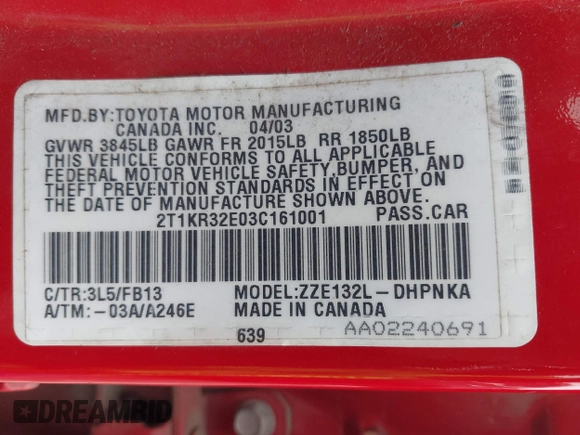 MFD.BY:TOYOTA MOTOR MANUFACTURING
CANADA INC. 04/03
GVWR 3845LB GAWR FR 2015LB RR 1850LB
THIS VEHICLE CONFORMS TO ALL APPLICABLE
FEDERAL MOTOR VEHICLE SAFETY,BUMPER, AND
THEFT PREVENTION STANDARDS IN EFFECT ON
THE DATE OF MANUFACTURE SHOWN ABOVE.
2T1KR32E03C161001 PASS.CAR
C/TR:3L5/FB13 MODEL:ZZE132L-DHPNKA
A/TM:-03A/A246E MADE IN CANADA
639 AA02240691
DREAMBID